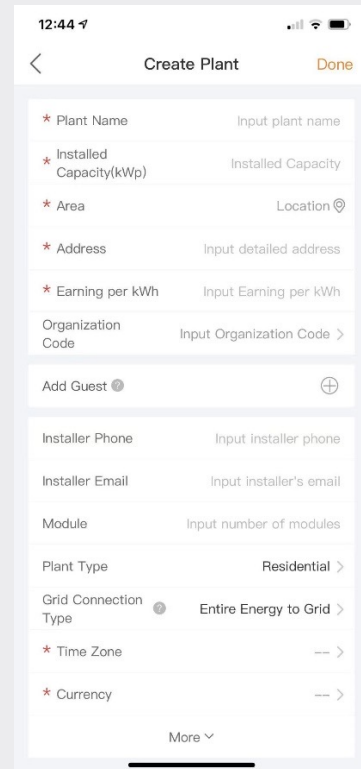 12:44
Create Plant Done
* Plant Name Input plant name
* Installed
Capacity(kWp) Installed Capacity
* Area Location
* Address Input detailed address
* Earning per kWh Input Earning per kWh
Organization
Code Input Organization Code >
Add Guest ?
Installer Phone Input installer phone
Installer Email Input installer's email
Module Input number of modules
Plant Type Residential >
Grid Connection
Type ? Entire Energy to Grid >
* Time Zone -- >
* Currency -- >
More